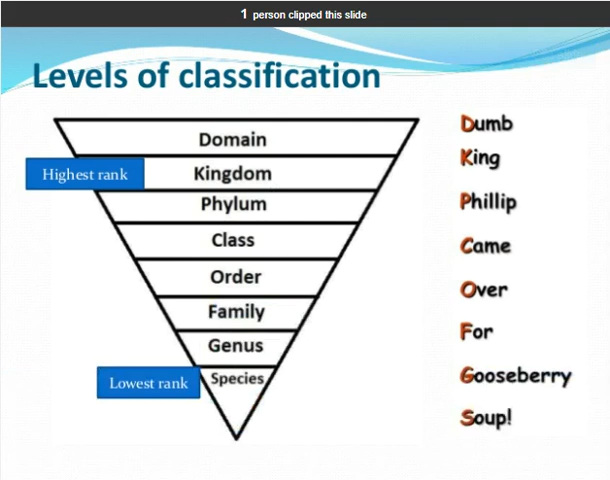 1 person clipped this slide
Levels of classification
Domain
Highest rank
Kingdom
Phylum
Class
Order
Family
Genus
Lowest rank
Species
Dumb
King
Phillip
Came
Over
For
Gooseberry
Soup!